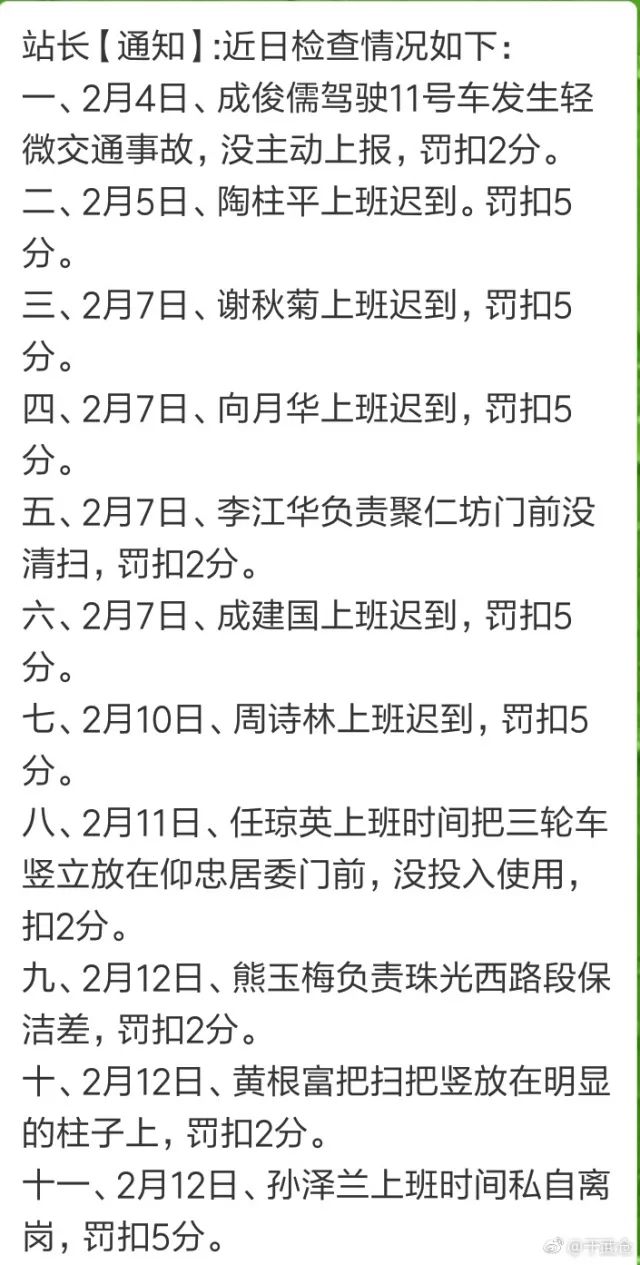 站长【通知】:近日检查情况如下：
一、2月4日、成俊儒驾驶11号车发生轻
微交通事故，没主动上报，罚扣2分。
二、2月5日、陶柱平上班迟到。罚扣5
分。
三、2月7日、谢秋菊上班迟到，罚扣5
分。
四、2月7日、向月华上班迟到，罚扣5
分。
五、2月7日、李江华负责聚仁坊门前没
清扫，罚扣2分。
六、2月7日、成建国上班迟到，罚扣5
分。
七、2月10日、周诗林上班迟到，罚扣5
分。
八、2月11日、任琼英上班时间把三轮车
竖立放在仰忠居委门前，没投入使用，
扣2分。
九、2月12日、熊玉梅负责珠光西路段保
洁差，罚扣2分。
十、2月12日、黄根富把扫把竖放在明显
的柱子上，罚扣2分。
十一、2月12日、孙泽兰上班时间私自离
岗，罚扣5分。